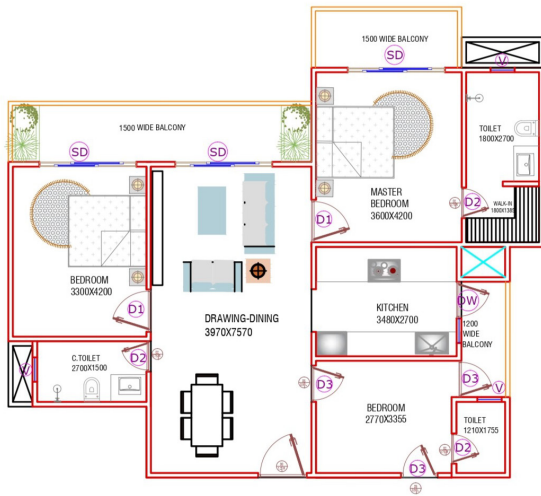 1500 WIDE BALCONY
SD
V
1500 WIDE BALCONY
TOILET
1800X2700
SD
SD
MASTER
BEDROOM
3600X4200
D2
WALK-IN
D1
BEDROOM
3300X4200
D1
DW
KITCHEN
3480X2700
DRAWING-DINING
3970X7570
1200
WIDE
BALCONY
D2
C.TOILET
2700X1500
V
D3
D3
V
BEDROOM
2770X3355
TOILET
1210X1755
D2
D3